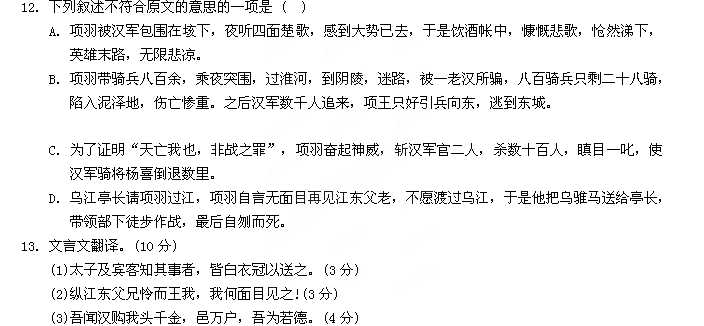 12. 下列叙述不符合原文的意思的一项是 ( )
A. 项羽被汉军包围在垓下，夜听四面楚歌，感到大势已去，于是饮酒帐中，慷慨悲歌，怆然涕下，
英雄末路，无限悲凉。
B. 项羽带骑兵八百余，乘夜突围，过淮河，到阴陵，迷路，被一老汉所骗，八百骑兵只剩二十八骑，
陷入泥泽地，伤亡惨重。之后汉军数千人追来，项王只好引兵向东，逃到东城。
C. 为了证明“天亡我也，非战之罪”，项羽奋起神威，斩汉军官二人，杀数十百人，瞋目一叱，使
汉军骑将杨喜倒退数里。
D. 乌江亭长请项羽过江，项羽自言无面目再见江东父老，不愿渡过乌江，于是他把乌骓马送给亭长，
带领部下徒步作战，最后自刎而死。
13. 文言文翻译。(10 分)
(1)太子及宾客知其事者，皆白衣冠以送之。(3 分)
(2)纵江东父兄怜而王我，我何面目见之!(3 分)
(3)吾闻汉购我头千金，邑万户，吾为若德。(4 分)